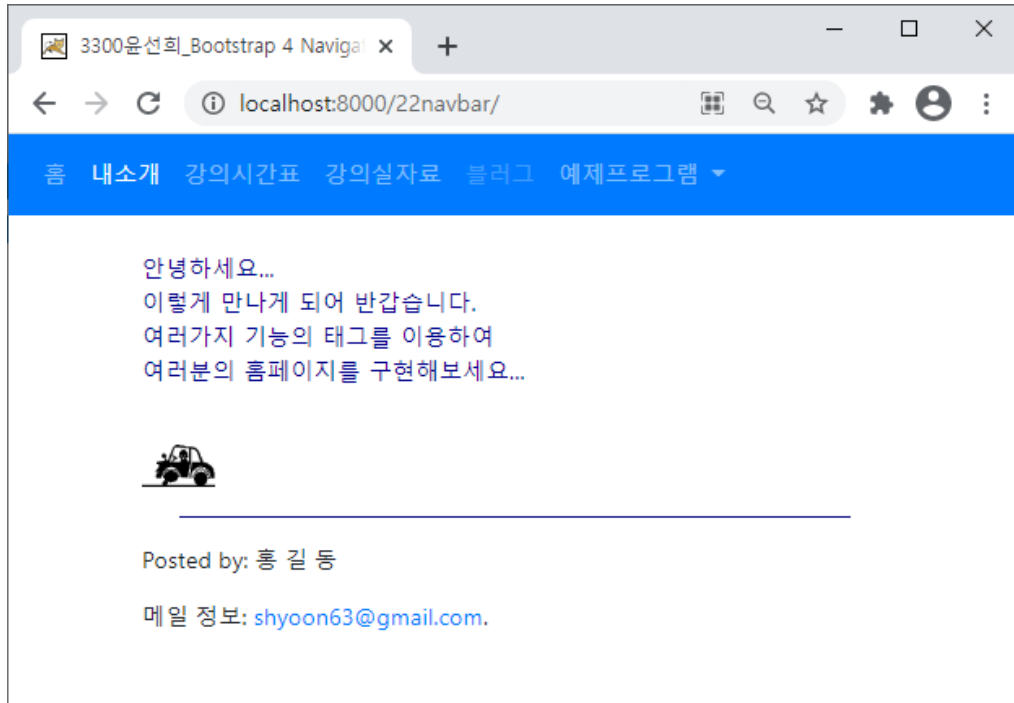 3300윤선희_Bootstrap 4 Navigat
localhost:8000/22navbar/
홈 내소개 강의시간표 강의실자료 블러그 예제프로그램
안녕하세요...
이렇게 만나게 되어 반갑습니다.
여러가지 기능의 태그를 이용하여
여러분의 홈페이지를 구현해보세요...
Posted by: 홍 길 동
메일 정보: shyoon63@gmail.com.